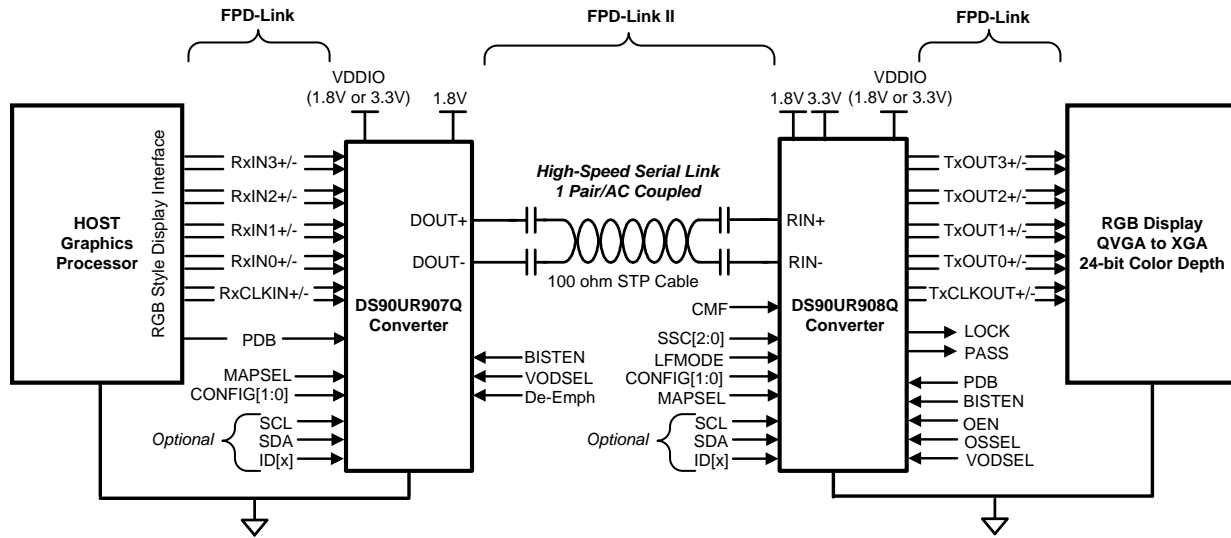 FPD-Link
FPD-Link II
FPD-Link
VDDIO
(1.8V or 3.3V)
1.8V
1.8V
3.3V
VDDIO
(1.8V or 3.3V)
HOST
Graphics
Processor
RGB Style Display Interface
RxIN3+/-
RxIN2+/-
RxIN1+/-
RxIN0+/-
RxCLKIN+/-
PDB
MAPSEL
CONFIG[1:0]
Optional
SCL
SDA
ID[x]
DOUT+
DOUT-
DS90UR907Q
Converter
BISTEN
VODSEL
De-Emph
High-Speed Serial Link
1 Pair/AC Coupled
100 ohm STP Cable
RIN+
RIN-
DS90UR908Q
Converter
CMF
SSC[2:0]
LFMODE
CONFIG[1:0]
MAPSEL
Optional
SCL
SDA
ID[x]
TxOUT3+/-
TxOUT2+/-
TxOUT1+/-
TxOUT0+/-
TxCLKOUT+/-
LOCK
PASS
PDB
BISTEN
OEN
OSSEL
VODSEL
RGB Display
QVGA to XGA
24-bit Color Depth